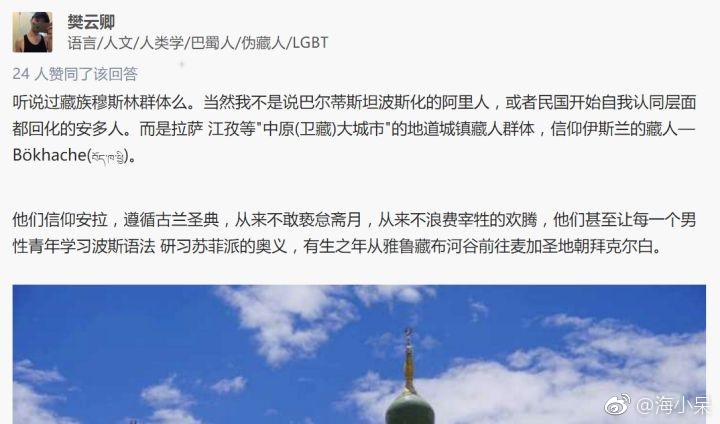 樊云卿
语言/人文/人类学/巴蜀人/伪藏人/LGBT
24 人赞同了该回答
听说过藏族穆斯林群体么。当然我不是说巴尔蒂斯坦波斯化的阿里人，或者民国开始自我认同层面
都回化的安多人。而是拉萨 江孜等"中原(卫藏)大城市"的地道城镇藏人群体，信仰伊斯兰的藏人—
Bökhache(བོད་ཁ་ཕྱི)。
他们信仰安拉，遵循古兰圣典，从来不敢亵怠斋月，从来不浪费宰牲的欢腾，他们甚至让每一个男
性青年学习波斯语法 研习苏菲派的奥义，有生之年从雅鲁藏布河谷前往麦加圣地朝拜克尔白。
@海小呆